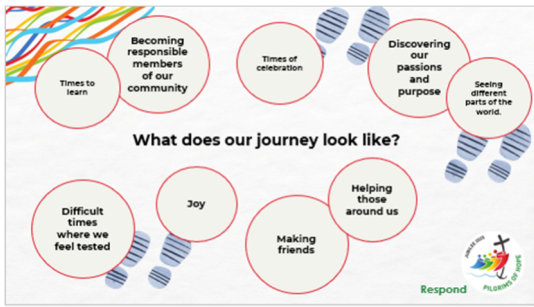 Becoming
responsible
members
of our
community
Times to
learn
Times of
celebration
Discovering
our
passions
and
purpose
Seeing
different
parts of the
world.
What does our journey look like?
Difficult
times
where we
feel tested
Joy
Making
friends
Helping
those
around us
Respond
JUBILEE 2025
PILGRIMS OF HOPE